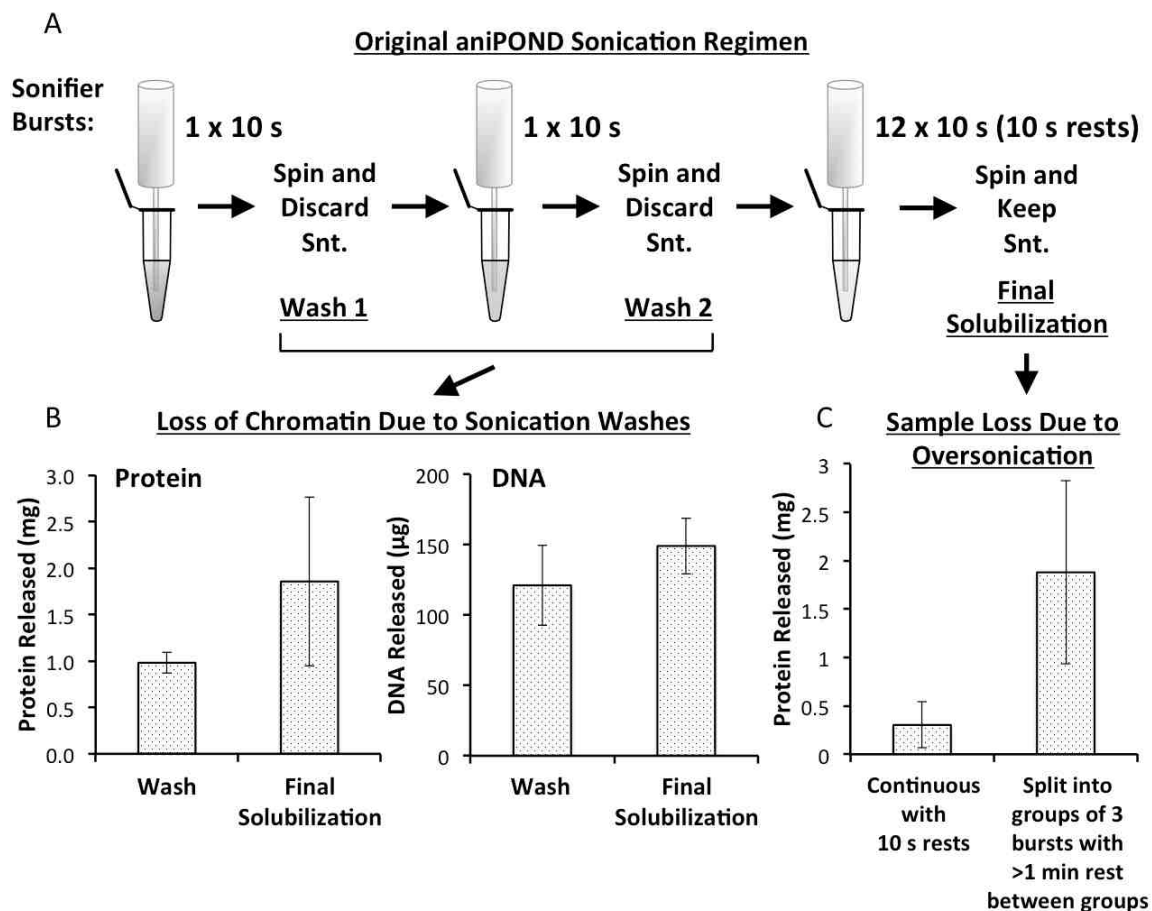 A
Original aniPOND Sonication Regimen
Sonifier
Bursts:
1 x 10 s
1 x 10 s
12 x 10 s (10 s rests)
Spin and
Discard
Snt.
Spin and
Discard
Snt.
Spin and
Keep
Snt.
Wash 1
Wash 2
Final
Solubilization
B
Loss of Chromatin Due to Sonication Washes
Protein
Protein Released (mg)
3.0
2.5
2.0
1.5
1.0
0.5
0.0
Wash
Final
Solubilization
DNA
DNA Released (μg)
200
150
100
50
0
Wash
Final
Solubilization
C
Sample Loss Due to
Oversonication
Protein Released (mg)
3
2.5
2
1.5
1
0.5
0
Continuous
with
10 s rests
Split into
groups of 3
bursts with
>1 min rest
between groups